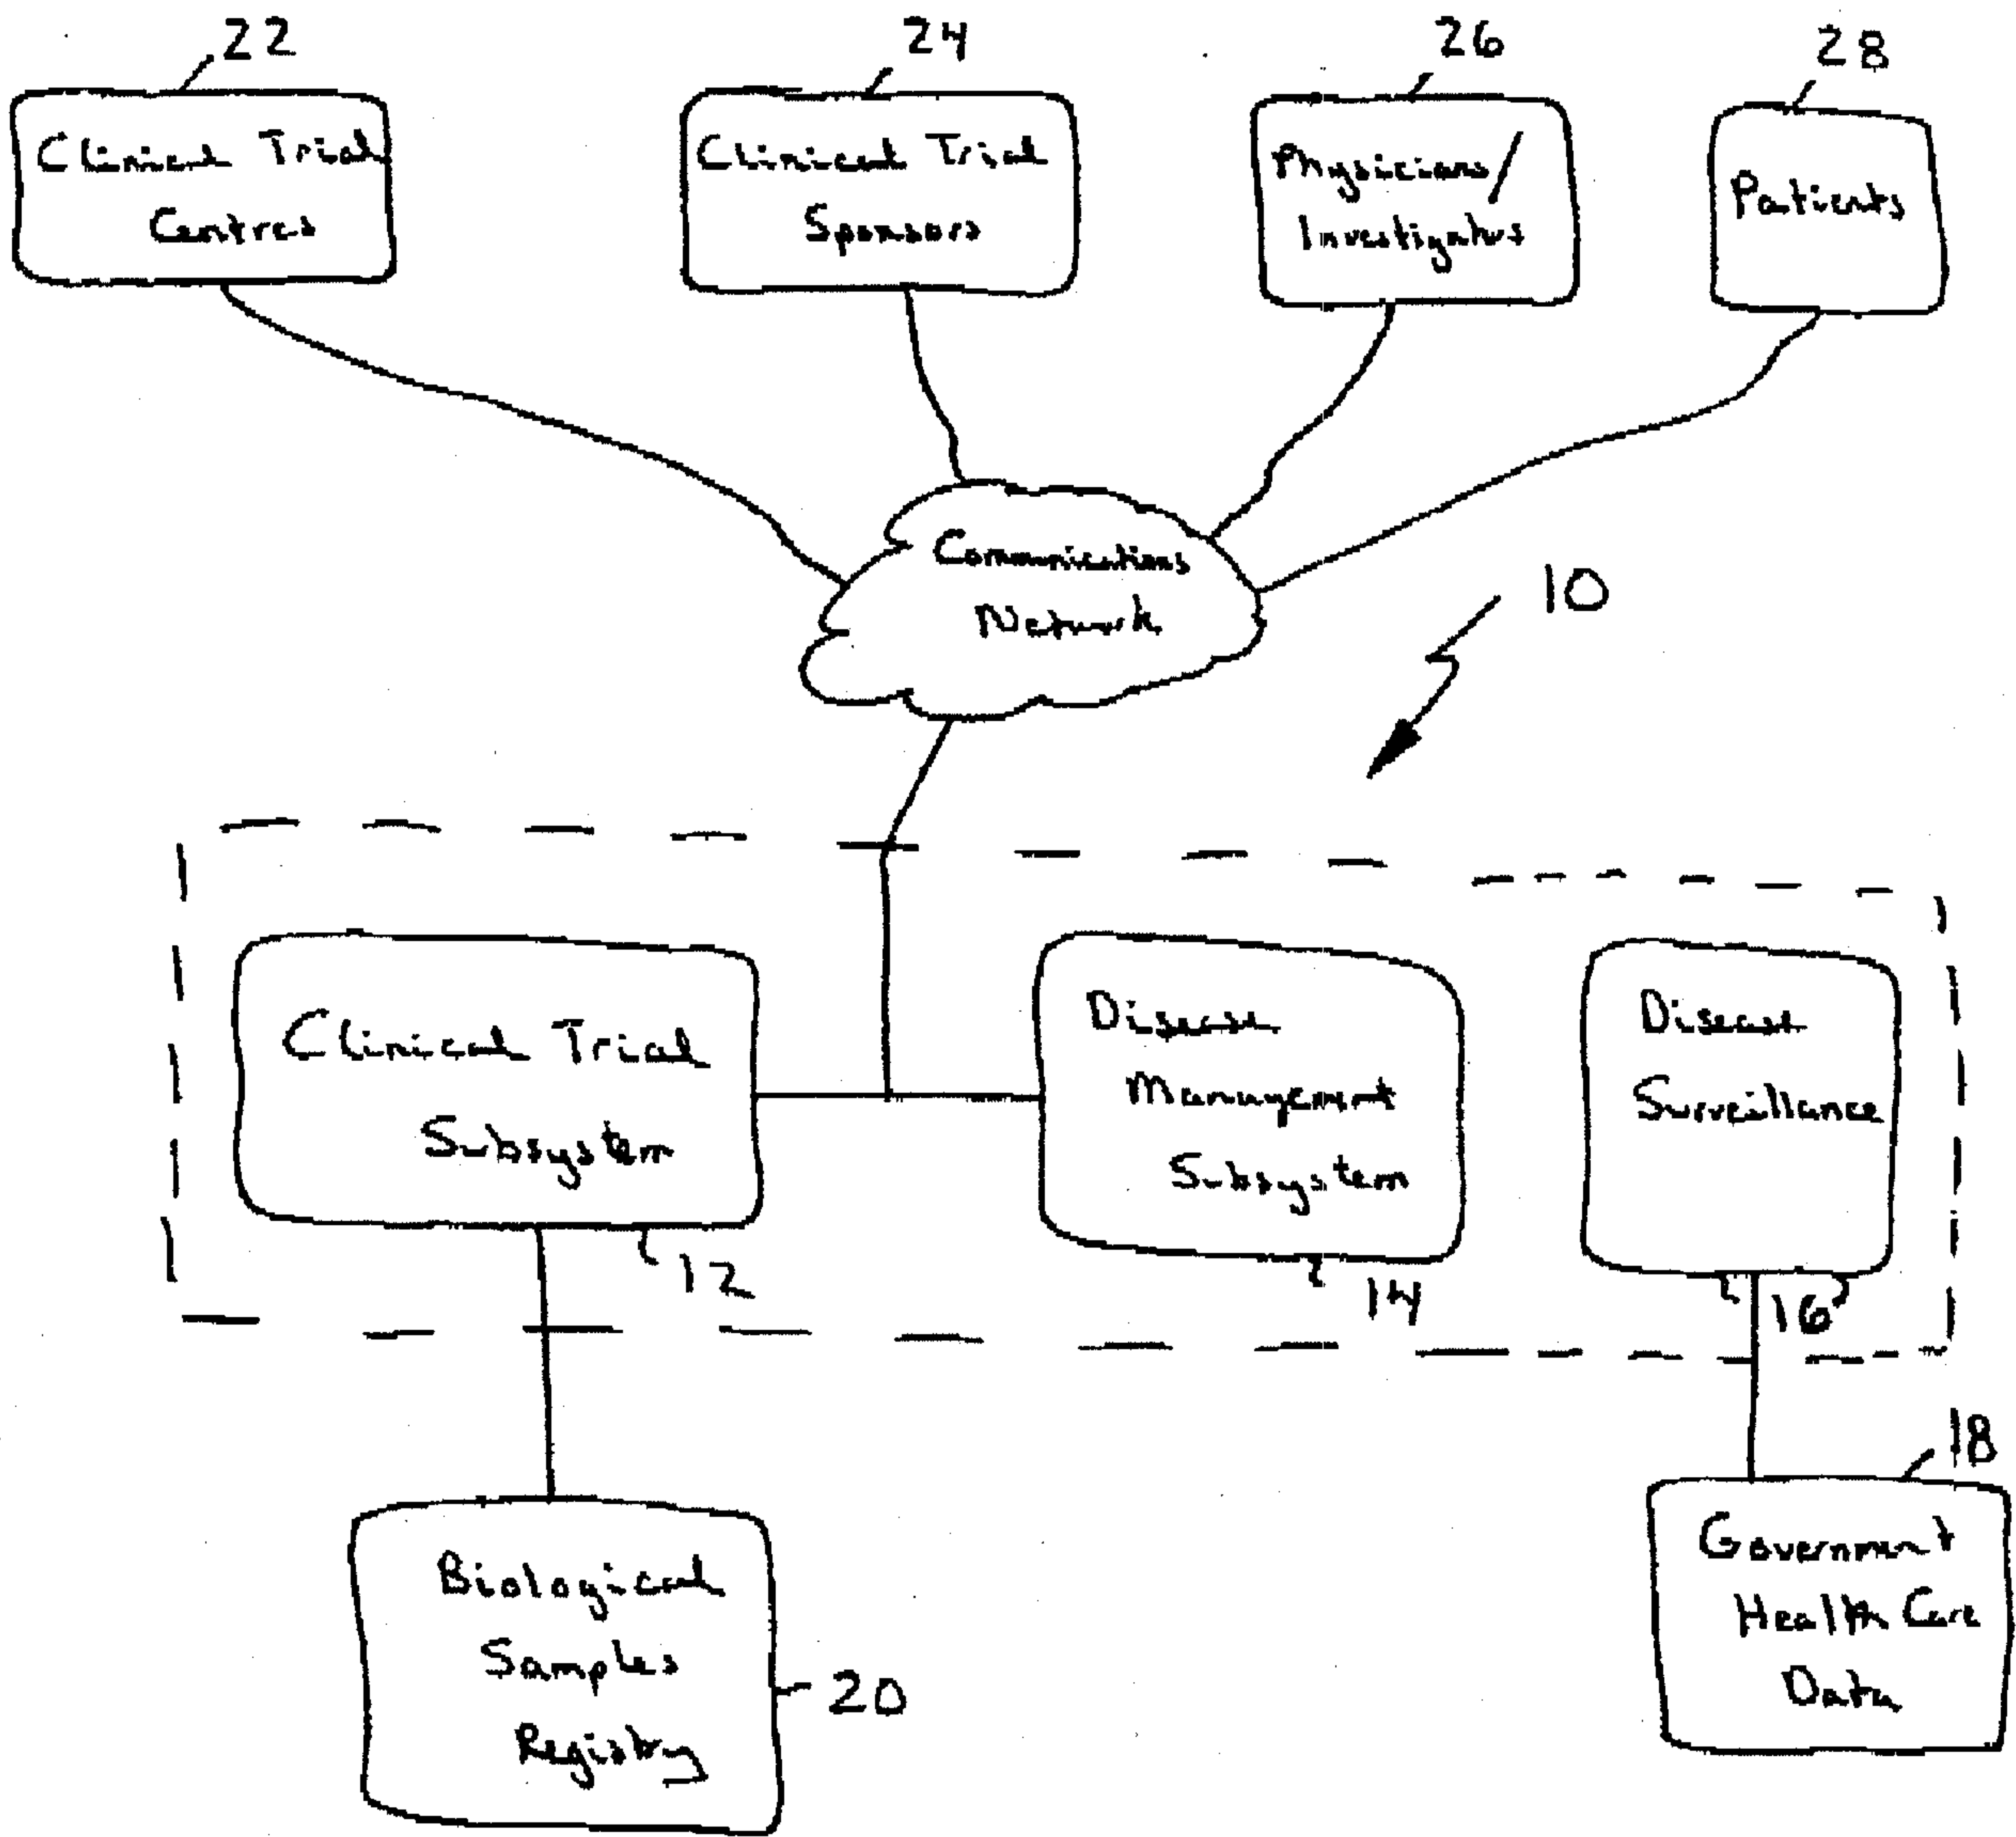 22
24
26
28
Clinical Trial
Centres
Clinical Trial
Sponsors
Physicians/
Investigators
Patients
Communications
Network
10
Clinical Trial
Subsystem
12
Disease
Management
Subsystem
14
Disease
Surveillance
16
18
Government
Health Care
Data
Biological
Samples
Registry
20